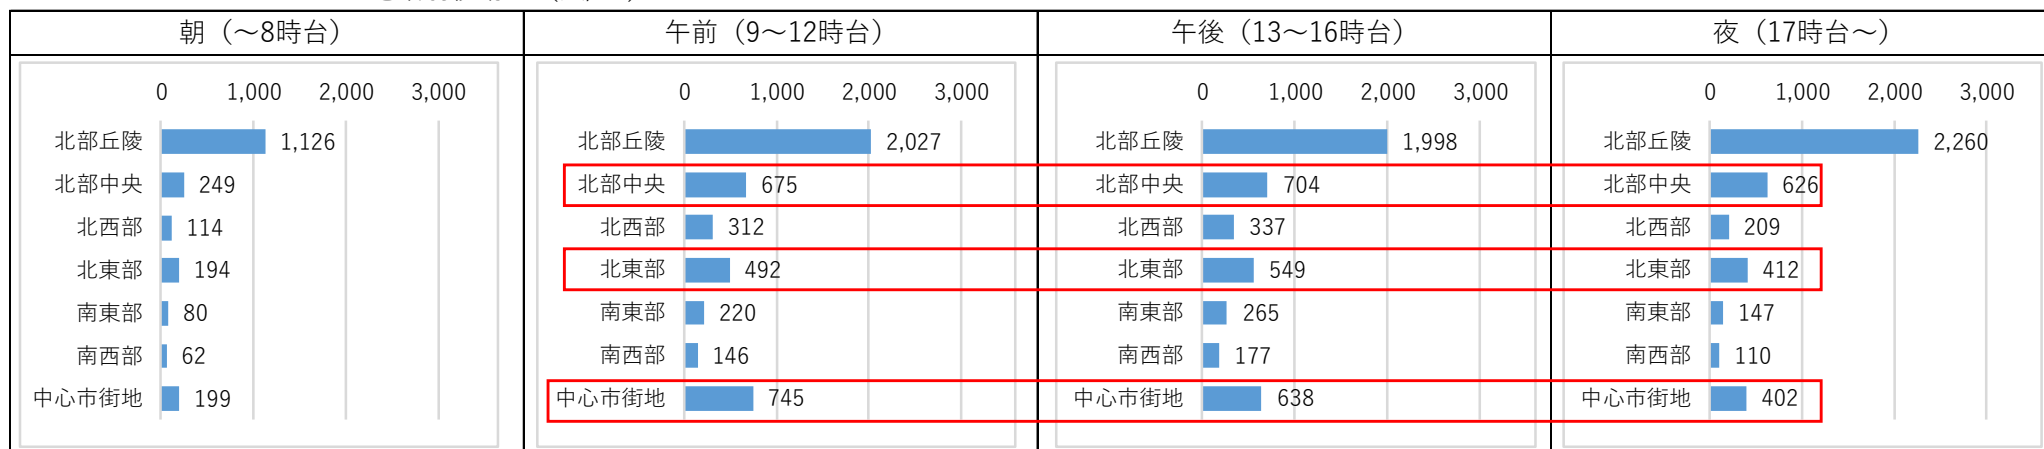 朝（～8時台） 午前（9～12時台） 午後（13～16時台） 夜（17時台～）
0 1,000 2,000 3,000 0 1,000 2,000 3,000 0 1,000 2,000 3,000 0 1,000 2,000 3,000
北部丘陵 1,126 北部丘陵 2,027 北部丘陵 1,998 北部丘陵 2,260
北部中央 249 北部中央 675 北部中央 704 北部中央 626
北西部 114 北西部 312 北西部 337 北西部 209
北東部 194 北東部 492 北東部 549 北東部 412
南東部 80 南東部 220 南東部 265 南東部 147
南西部 62 南西部 146 南西部 177 南西部 110
中心市街地 199 中心市街地 745 中心市街地 638 中心市街地 402